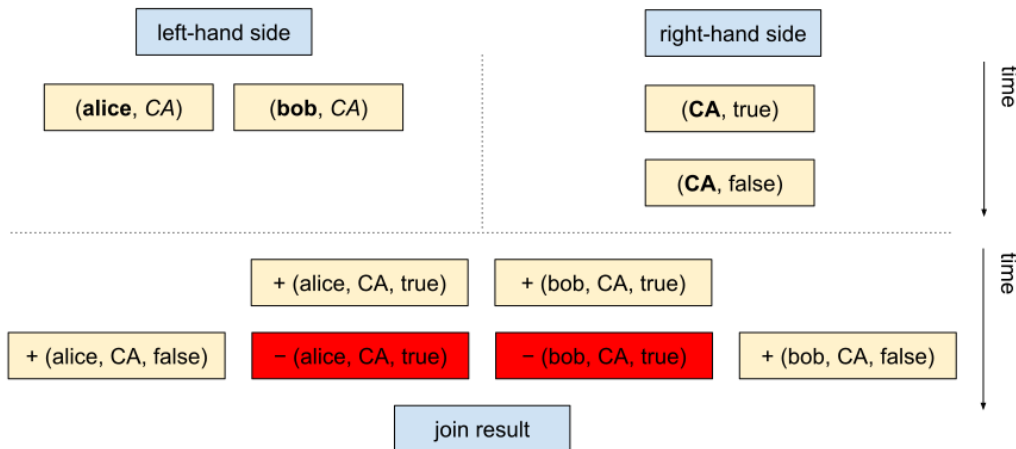 left-hand side
right-hand side
time
(alice, CA)
(bob, CA)
(CA, true)
(CA, false)
time
+ (alice, CA, true)
+ (bob, CA, true)
+ (alice, CA, false)
− (alice, CA, true)
− (bob, CA, true)
+ (bob, CA, false)
join result